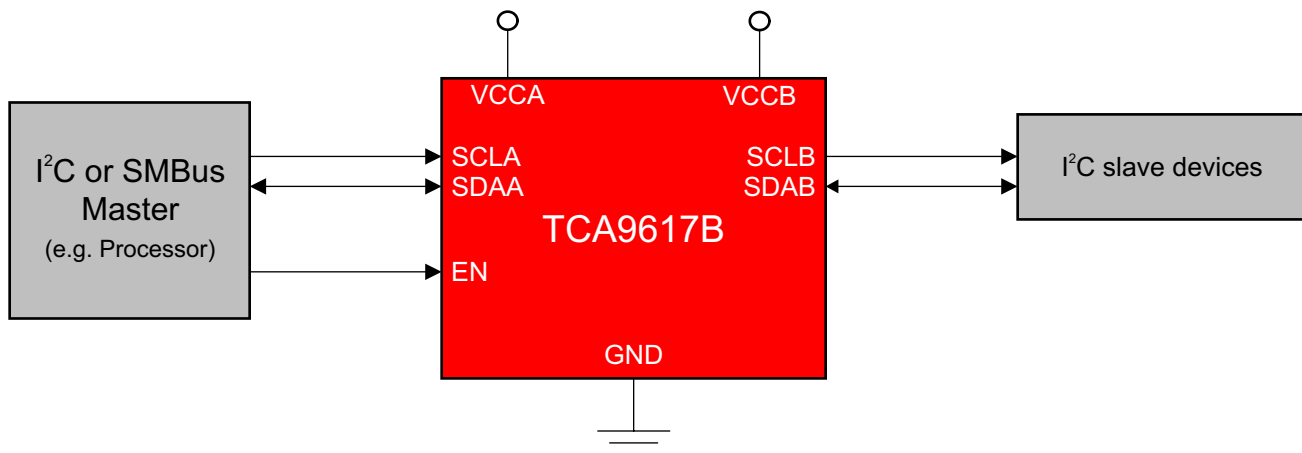 VCCA
VCCB
I²C or SMBus
Master
(e.g. Processor)
SCLA
SDAA
EN
SCLB
SDAB
TCA9617B
GND
I²C slave devices